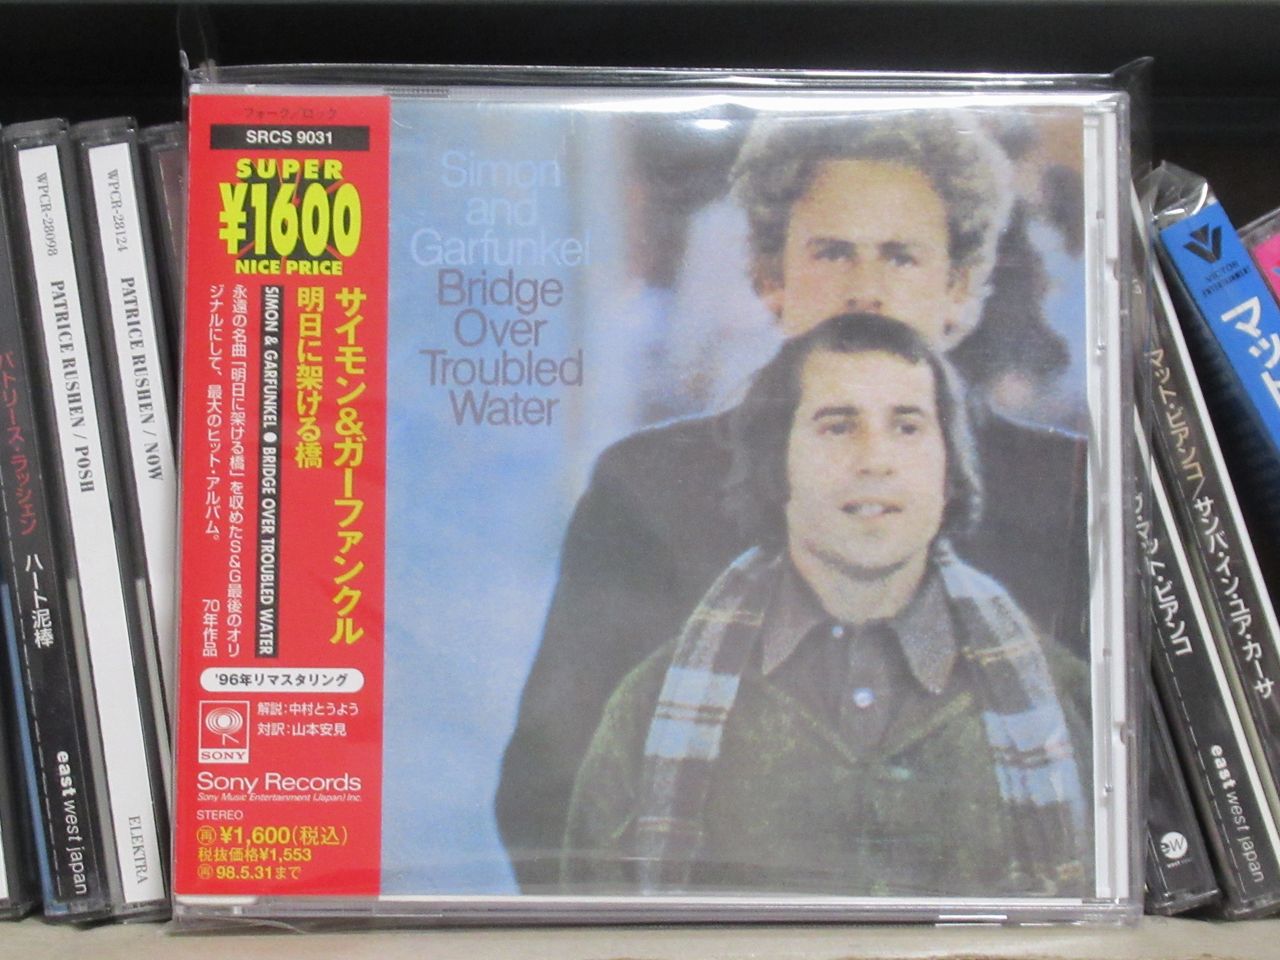 フォーク／ロック
SRCS 9031
SUPER
¥1600
NICE PRICE
サイモン&ガーファンクル
明日に架ける橋
SIMON & GARFUNKEL ● BRIDGE OVER TROUBLED WATER
永遠の名曲「明日に架ける橋」を収めたS&G最後のオリ
ジナルにして、最大のヒット・アルバム。
70年作品
'96年リマスタリング
SONY
解説：中村とうよう
対訳：山本安見
Sony Records
Sony Music Entertainment (Japan) Inc.
STEREO
再 ¥1,600(税込)
税抜価格¥1,553
再 98.5.31まで
Simon
and
Garfunkel
Bridge
Over
Troubled
Water
パトリース・ラッシェン
ハート泥棒
east west japan
WPCR-28098 PATRICE RUSHEN / POSH
WPCR-28124 PATRICE RUSHEN / NOW
ELEKTRA
マット・ビアンコ
マット・ビアンコ／サンバ・イン・ユア・カーサ
east west japan
VICTOR
ENTERTAINMENT
マット